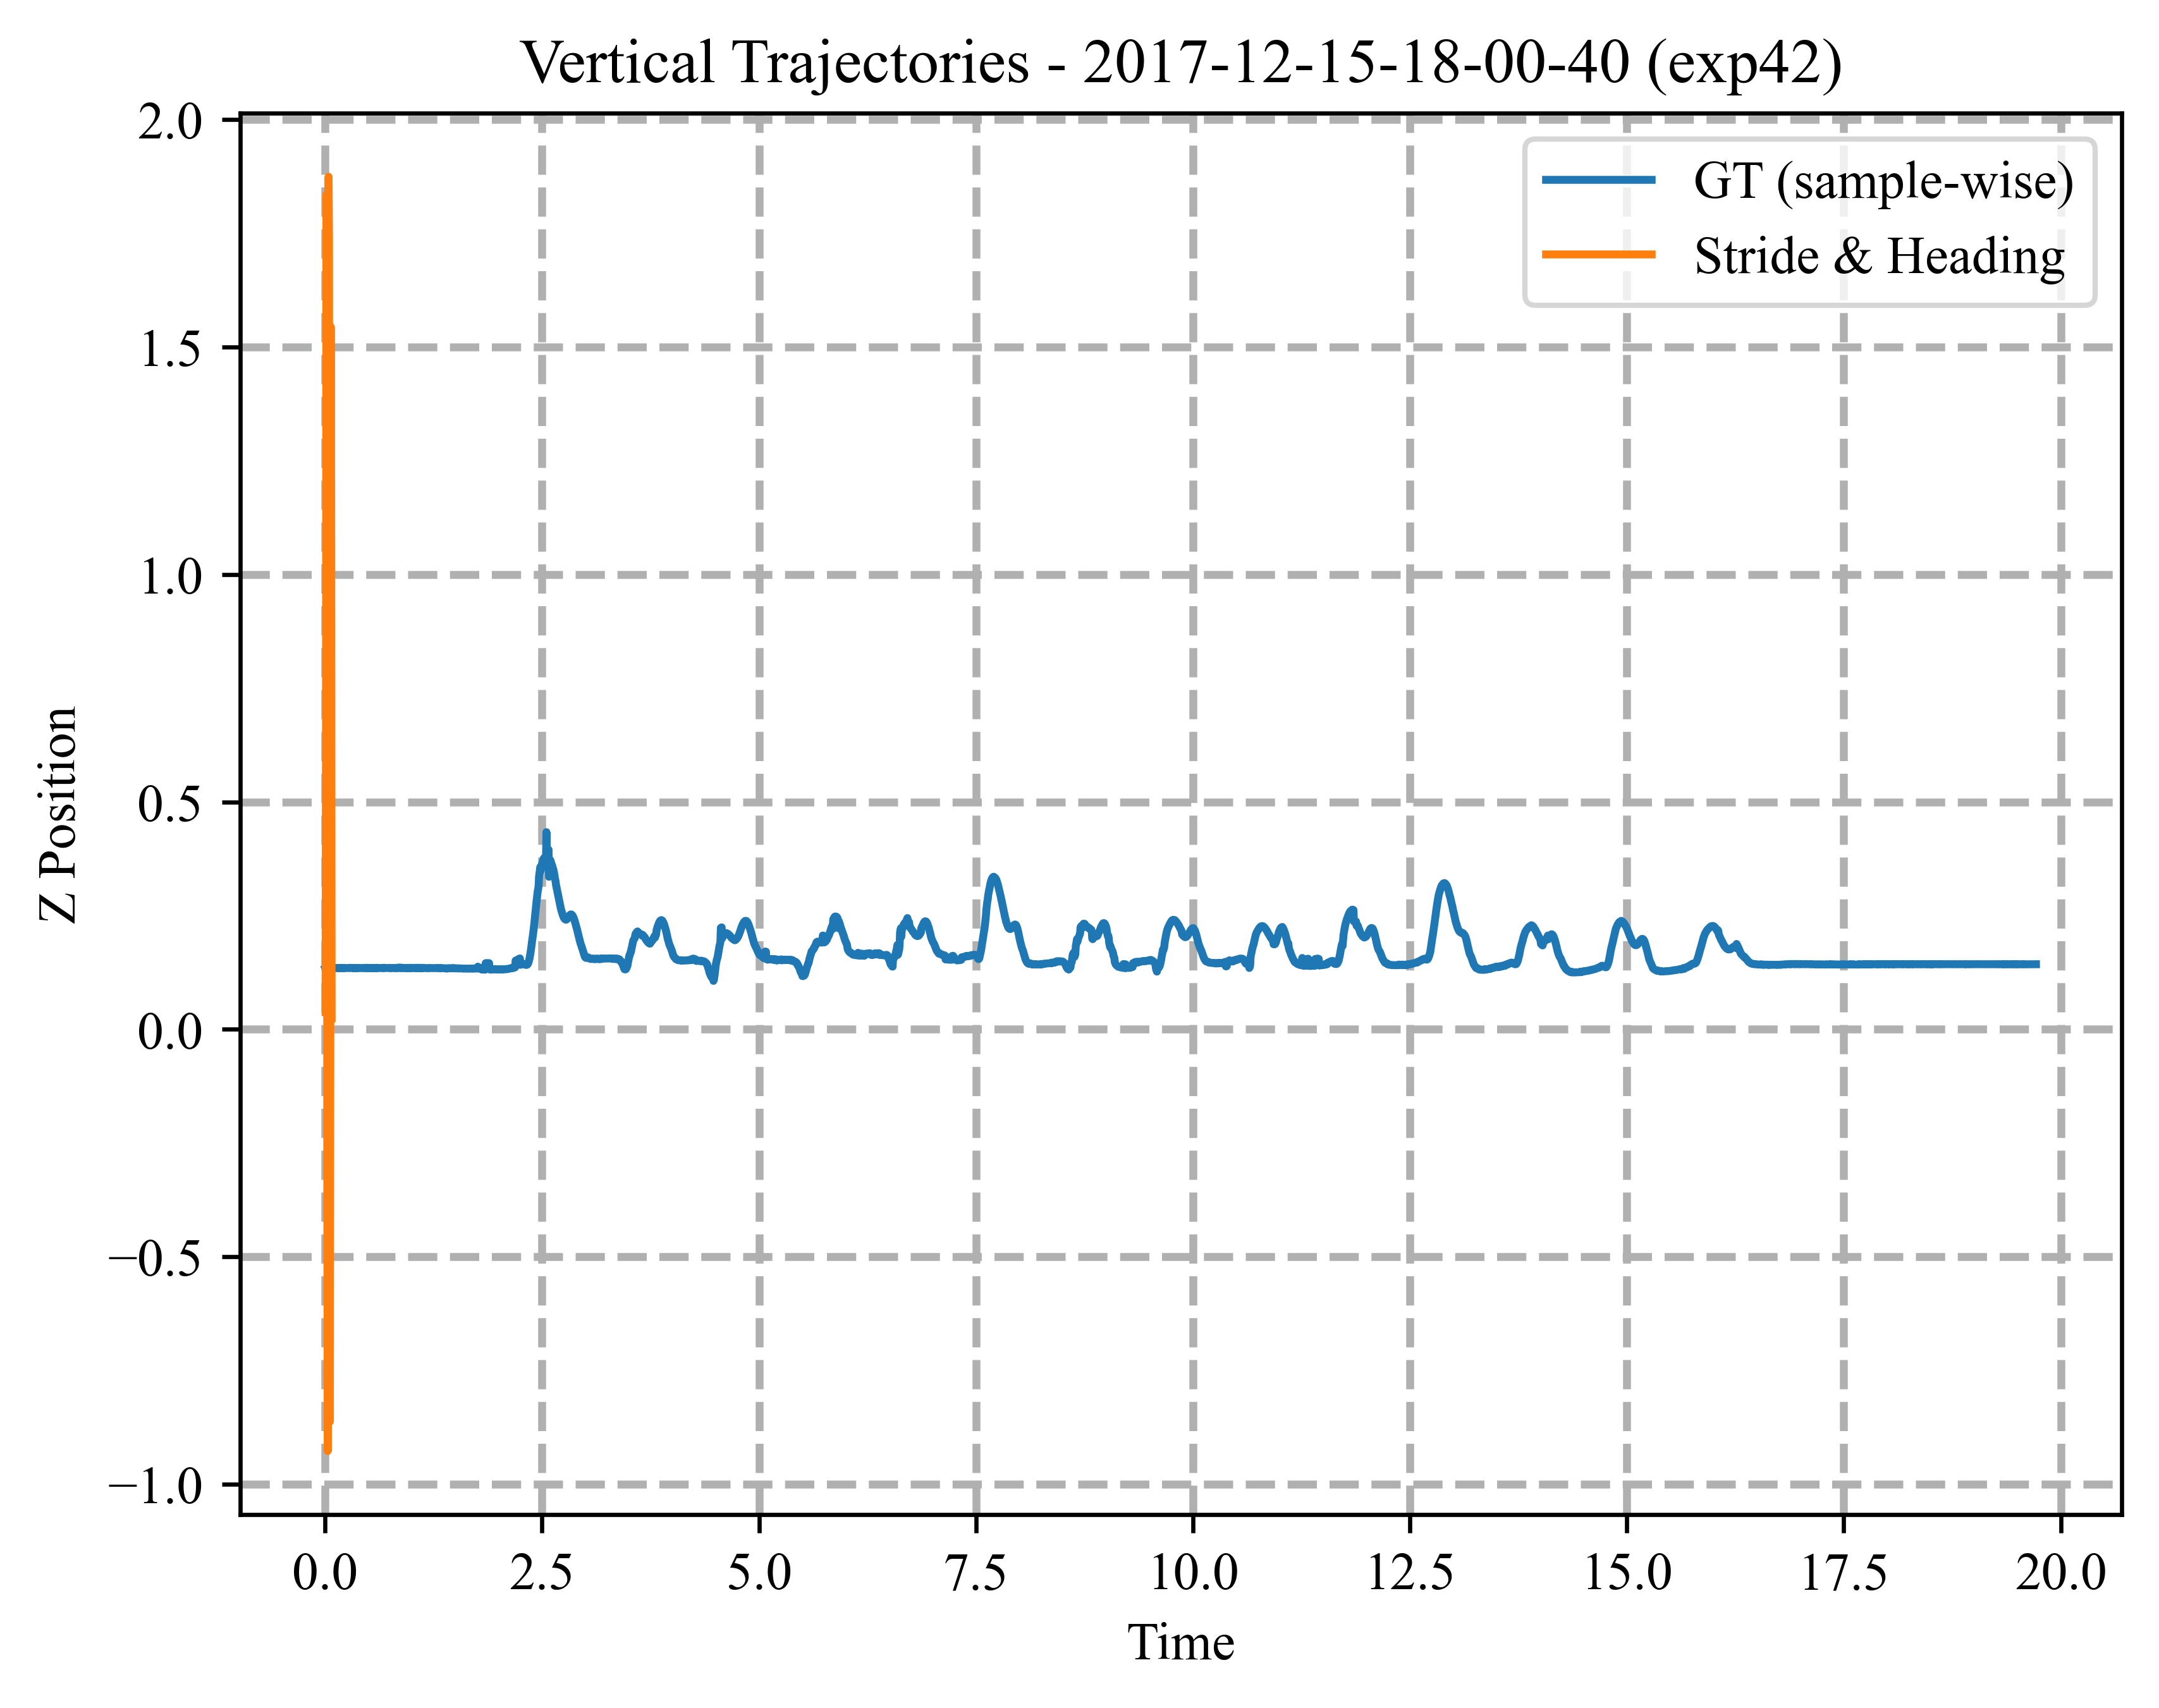 Vertical Trajectories - 2017-12-15-18-00-40 (exp42)
GT (sample-wise)
Stride & Heading
Z Position
2.0
1.5
1.0
0.5
0.0
−0.5
−1.0
0.0 2.5 5.0 7.5 10.0 12.5 15.0 17.5 20.0
Time